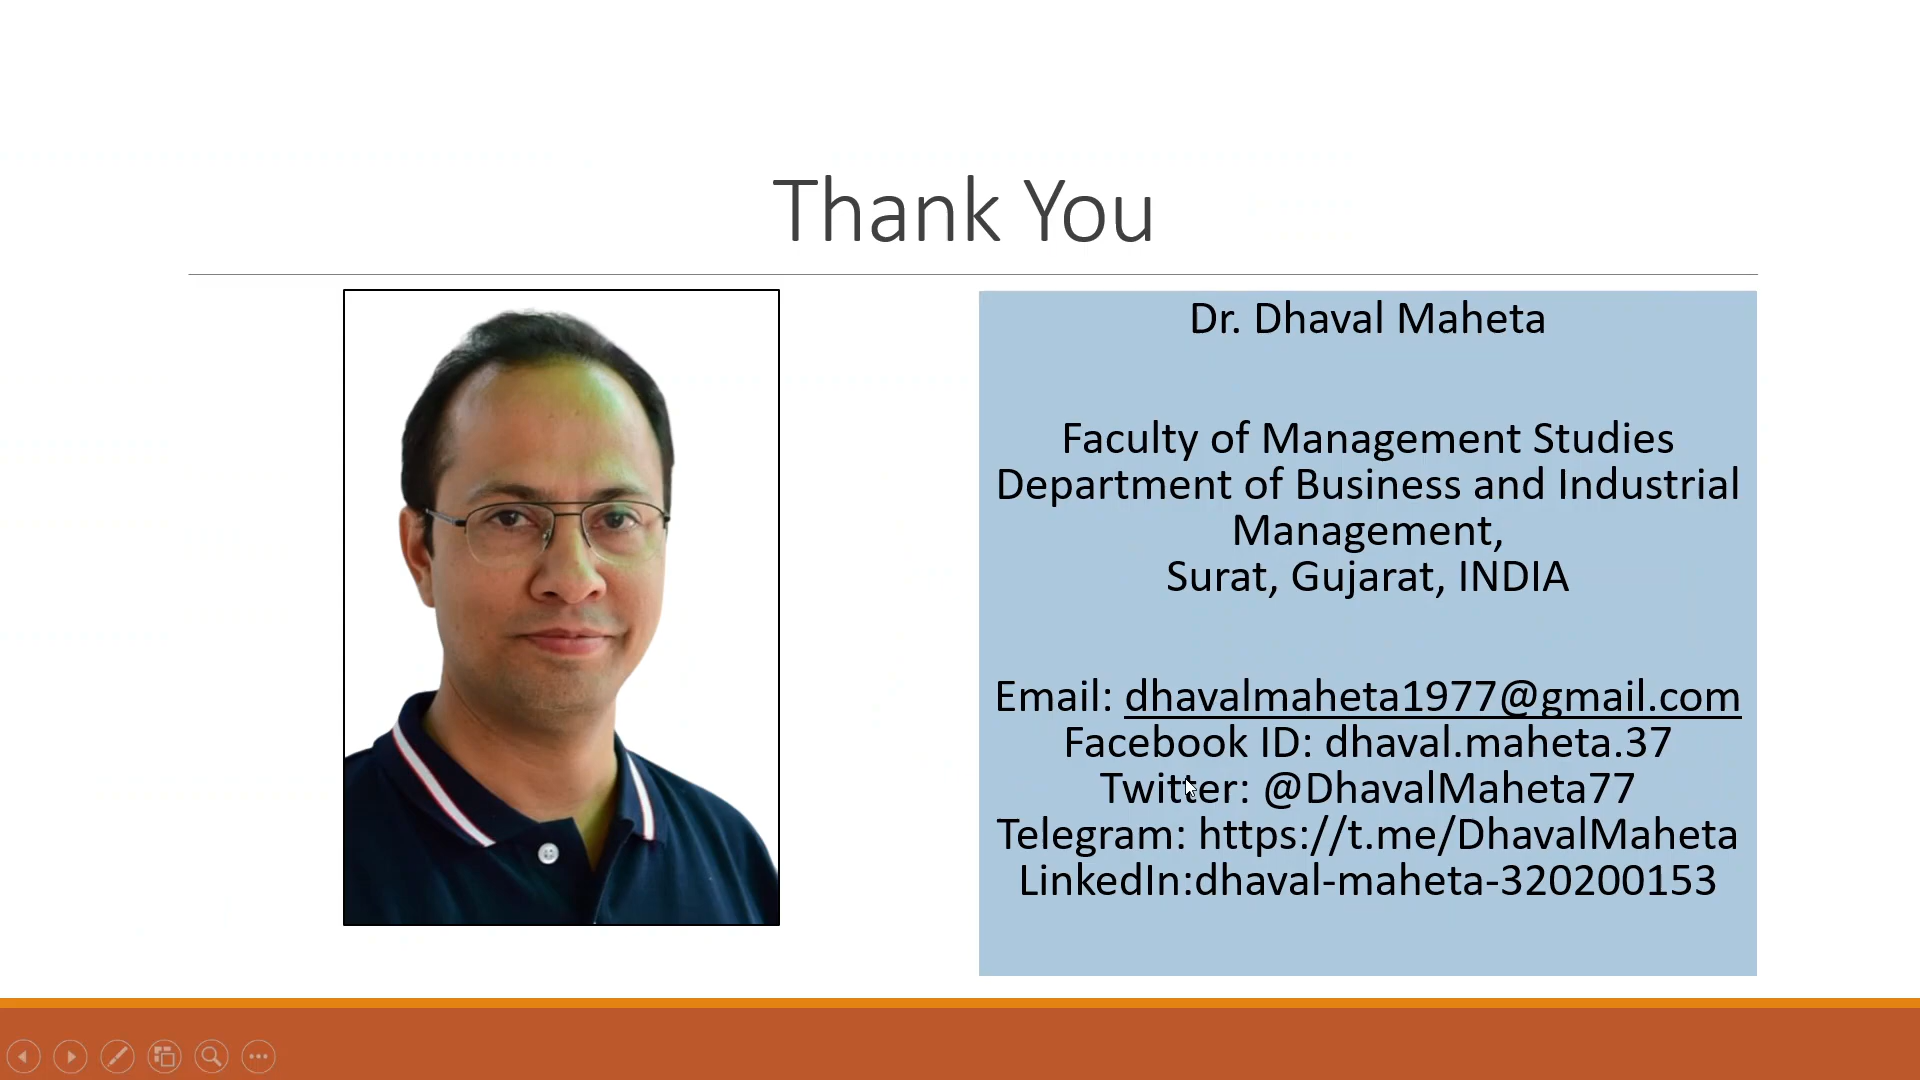 Thank You
Dr. Dhaval Maheta
Faculty of Management Studies
Department of Business and Industrial
Management,
Surat, Gujarat, INDIA
Email: dhavalmaheta1977@gmail.com
Facebook ID: dhaval.maheta.37
Twitter: @DhavalMaheta77
Telegram: https://t.me/DhavalMaheta
LinkedIn:dhaval-maheta-320200153